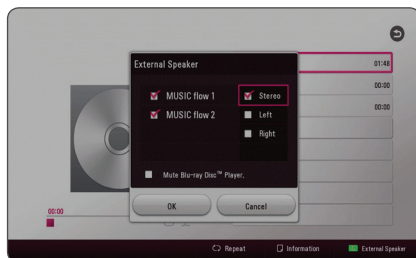 External Speaker
01:48
MUSIC flow 1
Stereo
00:00
MUSIC flow 2
Left
00:00
Right
Mute Blu-ray Disc™ Player.
OK
Cancel
00:00
Repeat
Information
External Speaker